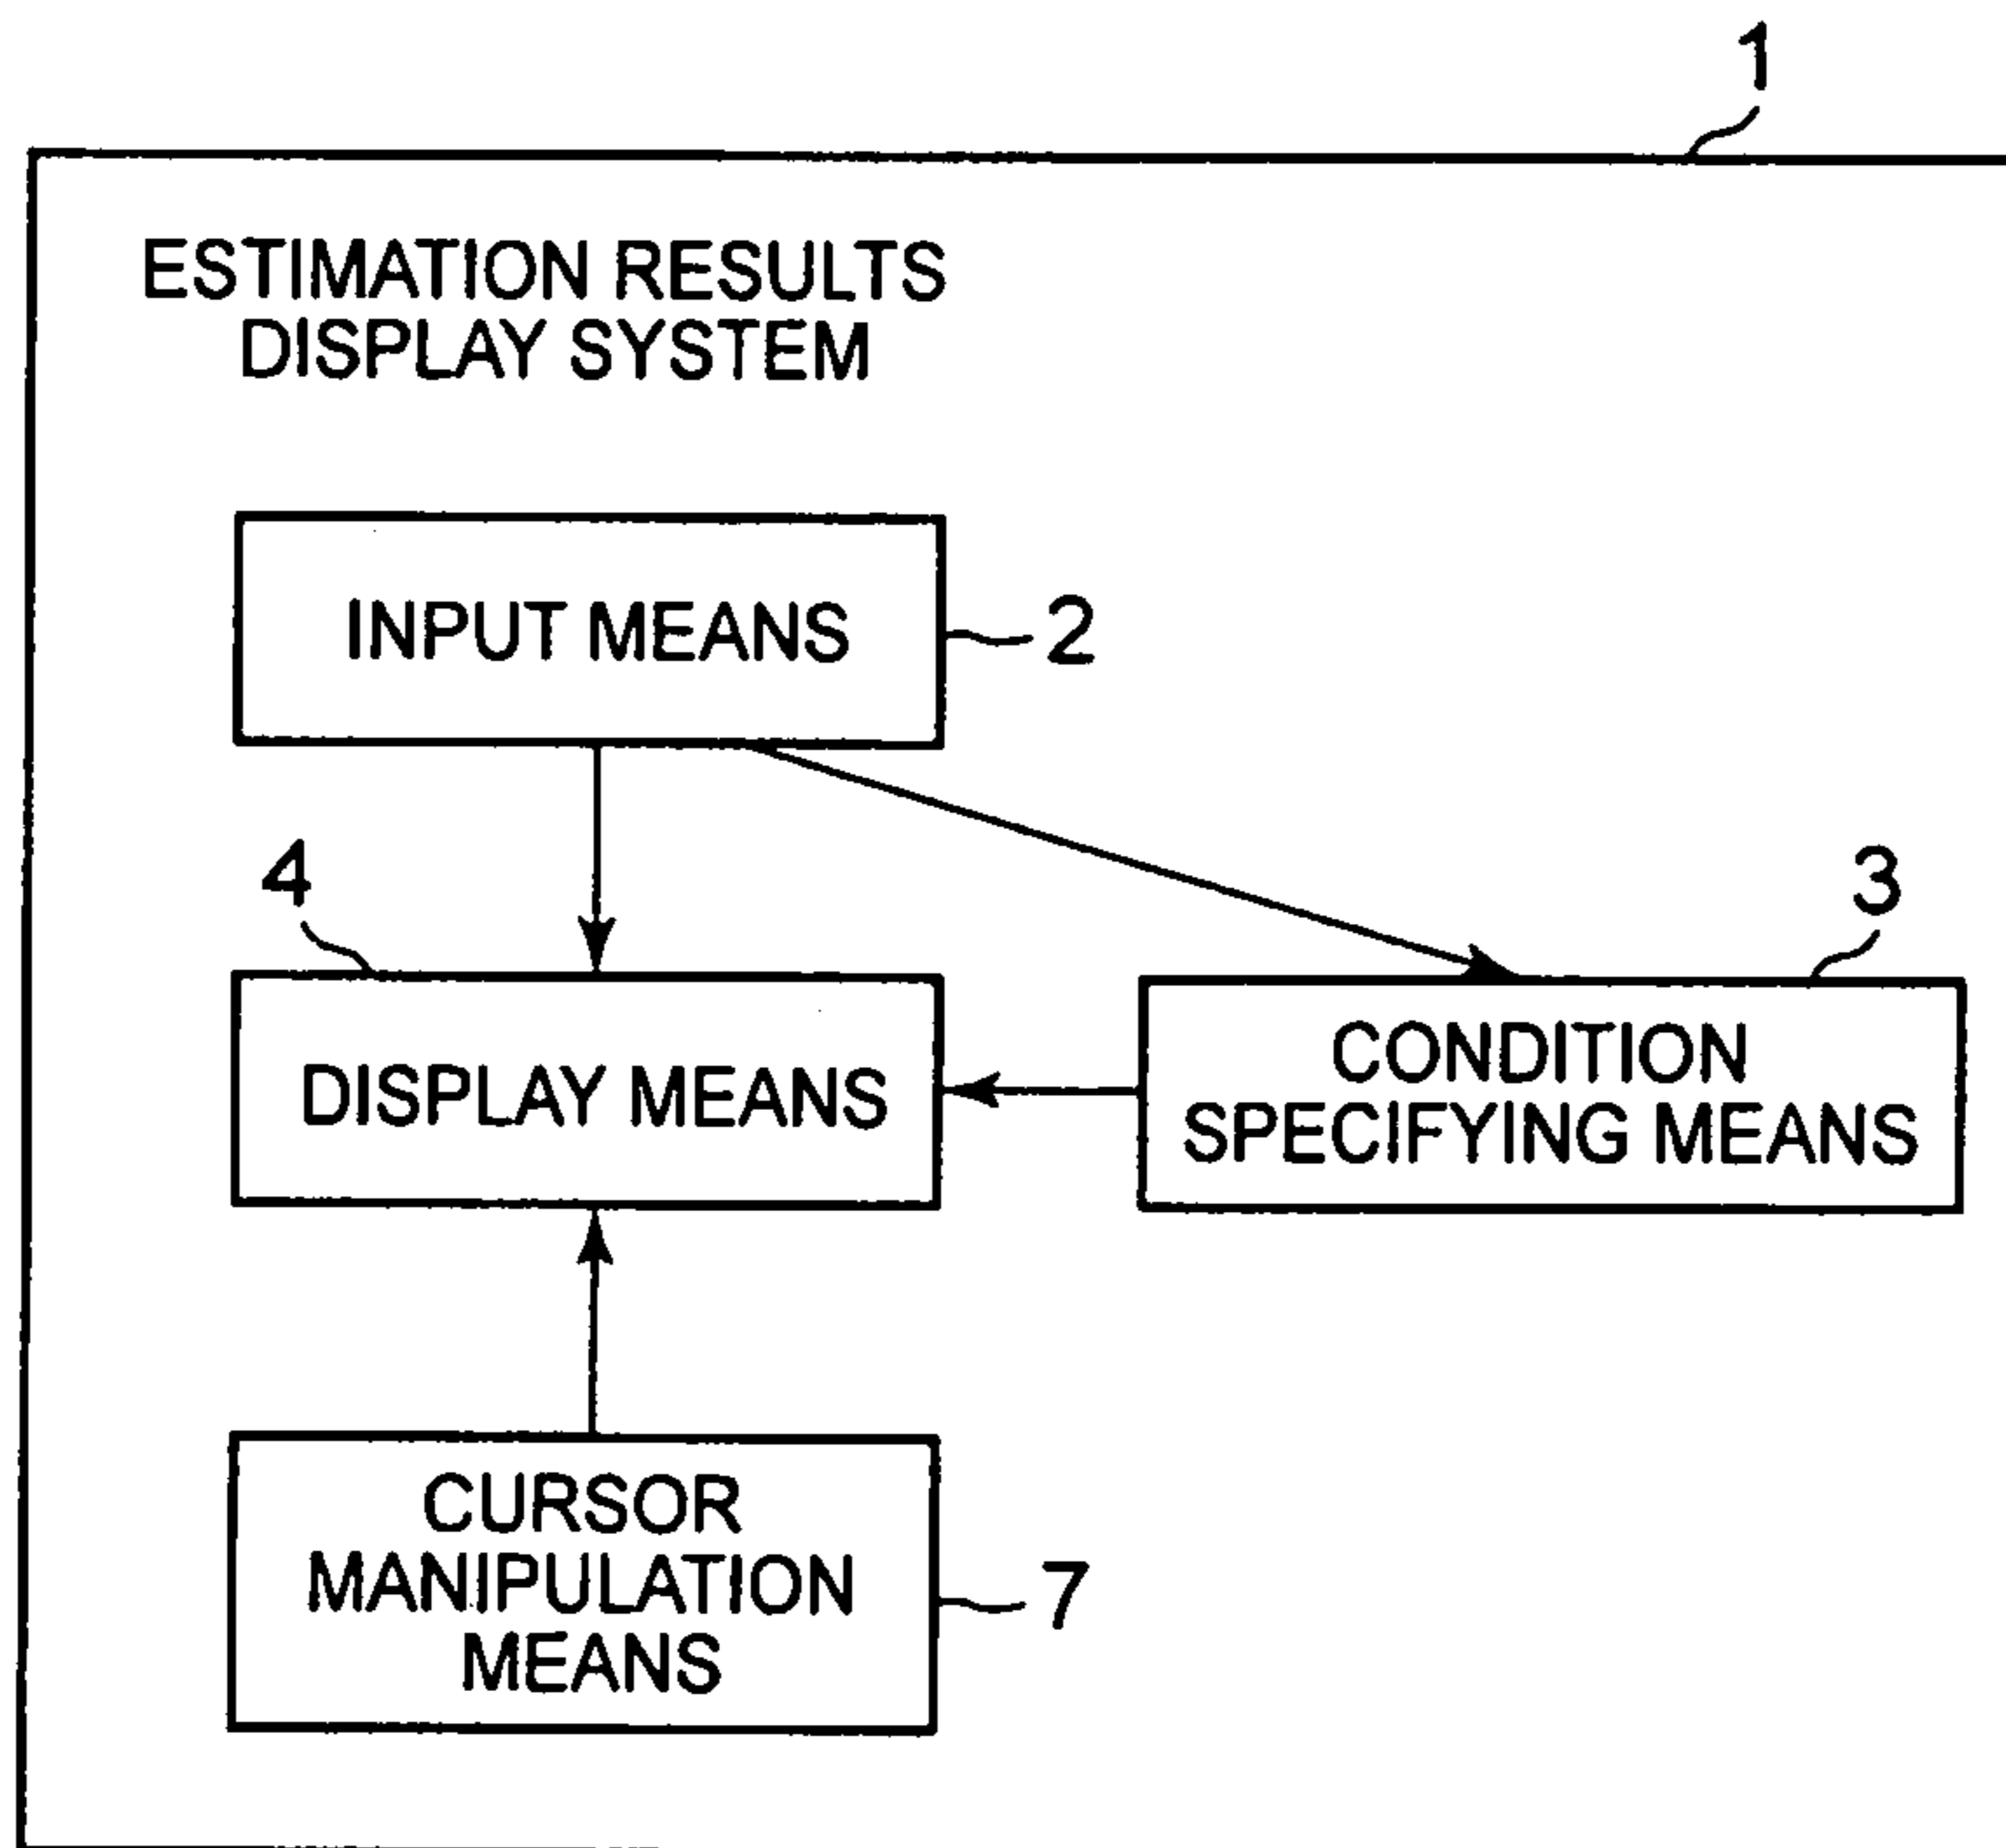 1
ESTIMATION RESULTS
DISPLAY SYSTEM
INPUT MEANS
2
4
3
DISPLAY MEANS
CONDITION
SPECIFYING MEANS
CURSOR
MANIPULATION
MEANS
7